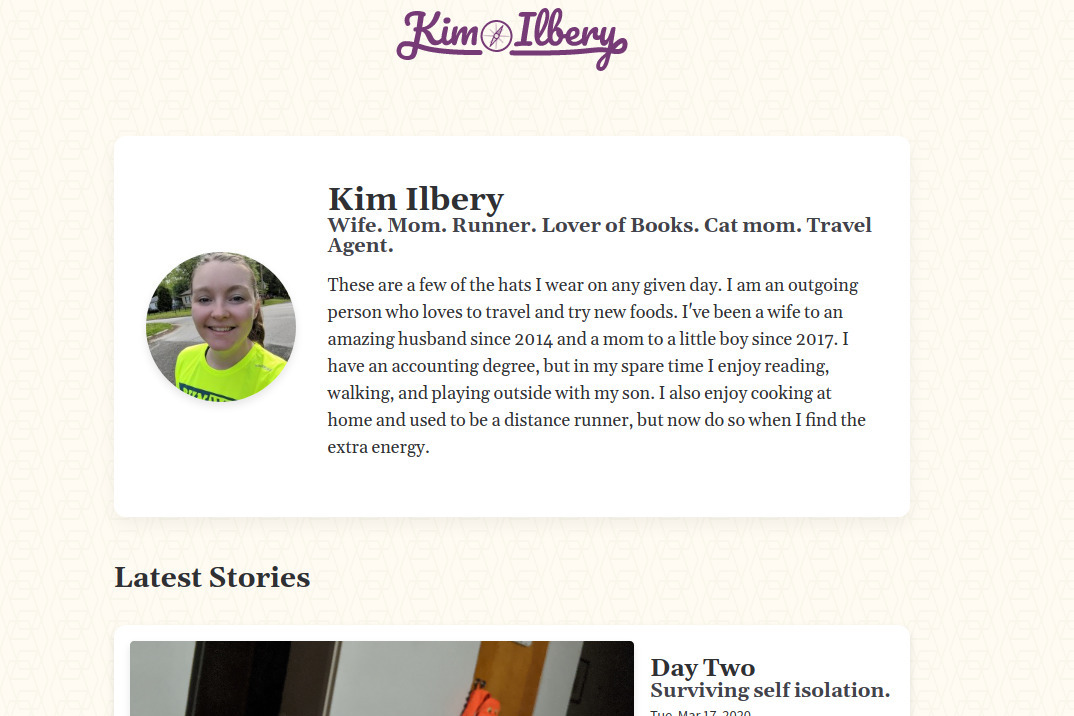 Kim Ilbery
Kim Ilbery
Wife. Mom. Runner. Lover of Books. Cat mom. Travel
Agent.
These are a few of the hats I wear on any given day. I am an outgoing
person who loves to travel and try new foods. I've been a wife to an
amazing husband since 2014 and a mom to a little boy since 2017. I
have an accounting degree, but in my spare time I enjoy reading,
walking, and playing outside with my son. I also enjoy cooking at
home and used to be a distance runner, but now do so when I find the
extra energy.
Latest Stories
Day Two
Surviving self isolation.
Tue, Mar 17, 2020